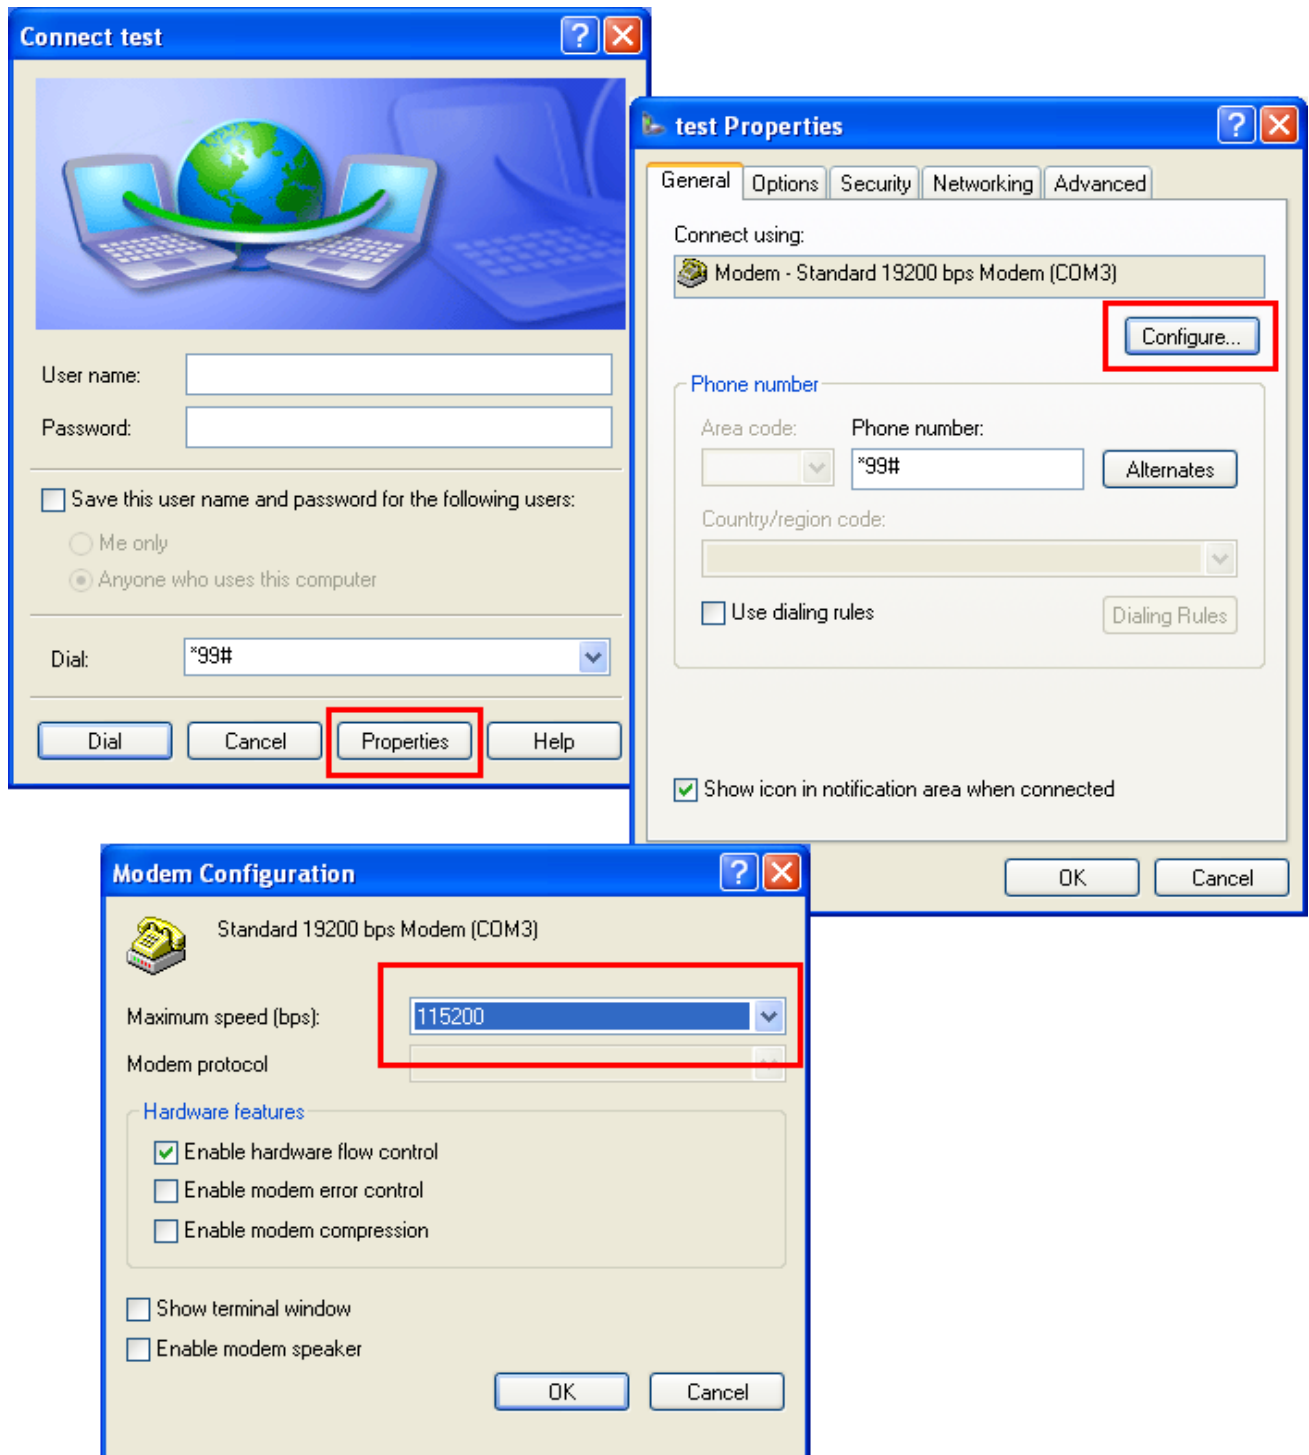 Connect test
User name:
Password:
Save this user name and password for the following users:
Me only
Anyone who uses this computer
Dial:
*99#
Dial
Cancel
Properties
Help
test Properties
General
Options
Security
Networking
Advanced
Connect using:
Modem - Standard 19200 bps Modem (COM3)
Configure...
Phone number
Area code:
Phone number:
*99#
Alternates
Country/region code:
Use dialing rules
Dialing Rules
Show icon in notification area when connected
OK
Cancel
Modem Configuration
Standard 19200 bps Modem (COM3)
Maximum speed (bps):
115200
Modem protocol
Hardware features
Enable hardware flow control
Enable modem error control
Enable modem compression
Show terminal window
Enable modem speaker
OK
Cancel